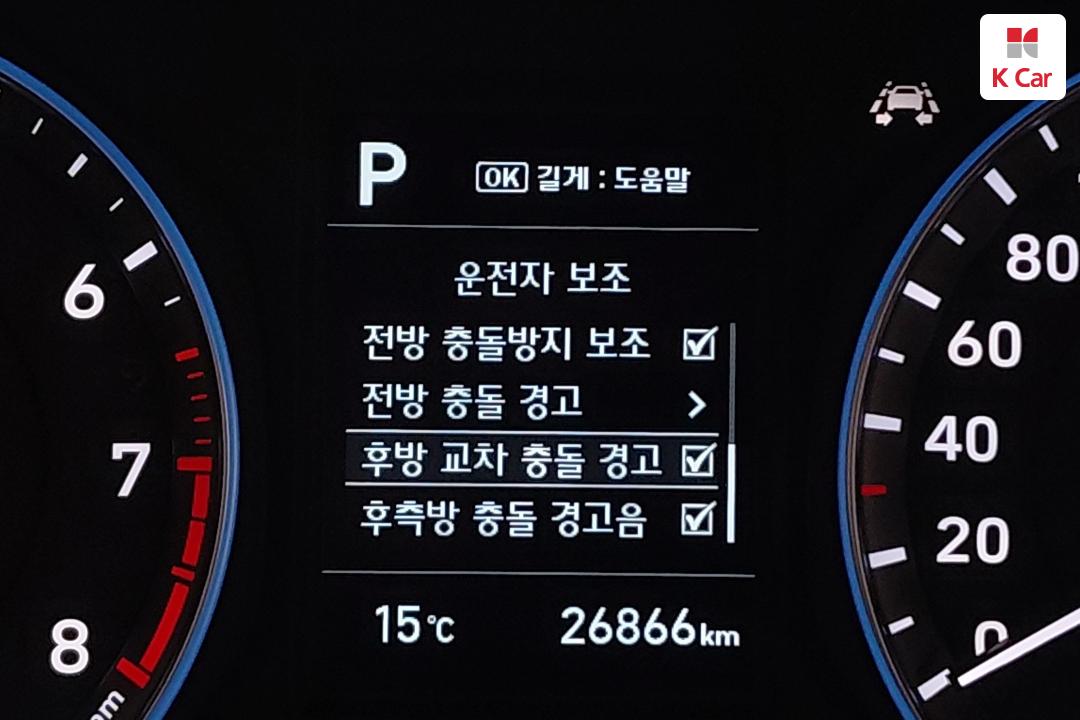 K Car
P
OK 길게 : 도움말
운전자 보조
전방 충돌방지 보조
전방 충돌 경고
후방 교차 충돌 경고
후측방 충돌 경고음
15℃ 26866km
6
7
8
80
60
40
20
0